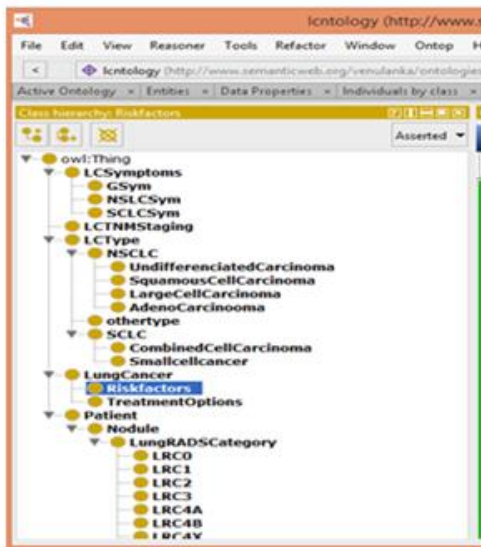 lcntology (http://www.s
File Edit View Reasoner Tools Refactor Window Ontop H
< lcntology (http://www.semanticweb.org/venulanka/ontologies
Active Ontology × Entities × Data Properties × Individuals by class ×
Class hierarchy: Riskfactors
Asserted
owl:Thing
LCSymptoms
GSym
NSLCSym
SCLCSym
LCTNMStaging
LCType
NSCLC
UndifferenciatedCarcinoma
SquamousCellCarcinoma
LargeCellCarcinoma
AdenoCarcinooma
othertype
SCLC
CombinedCellCarcinoma
Smallcellcancer
LungCancer
Riskfactors
TreatmentOptions
Patient
Nodule
LungRADSCategory
LRC0
LRC1
LRC2
LRC3
LRC4A
LRC4B
LRC4X